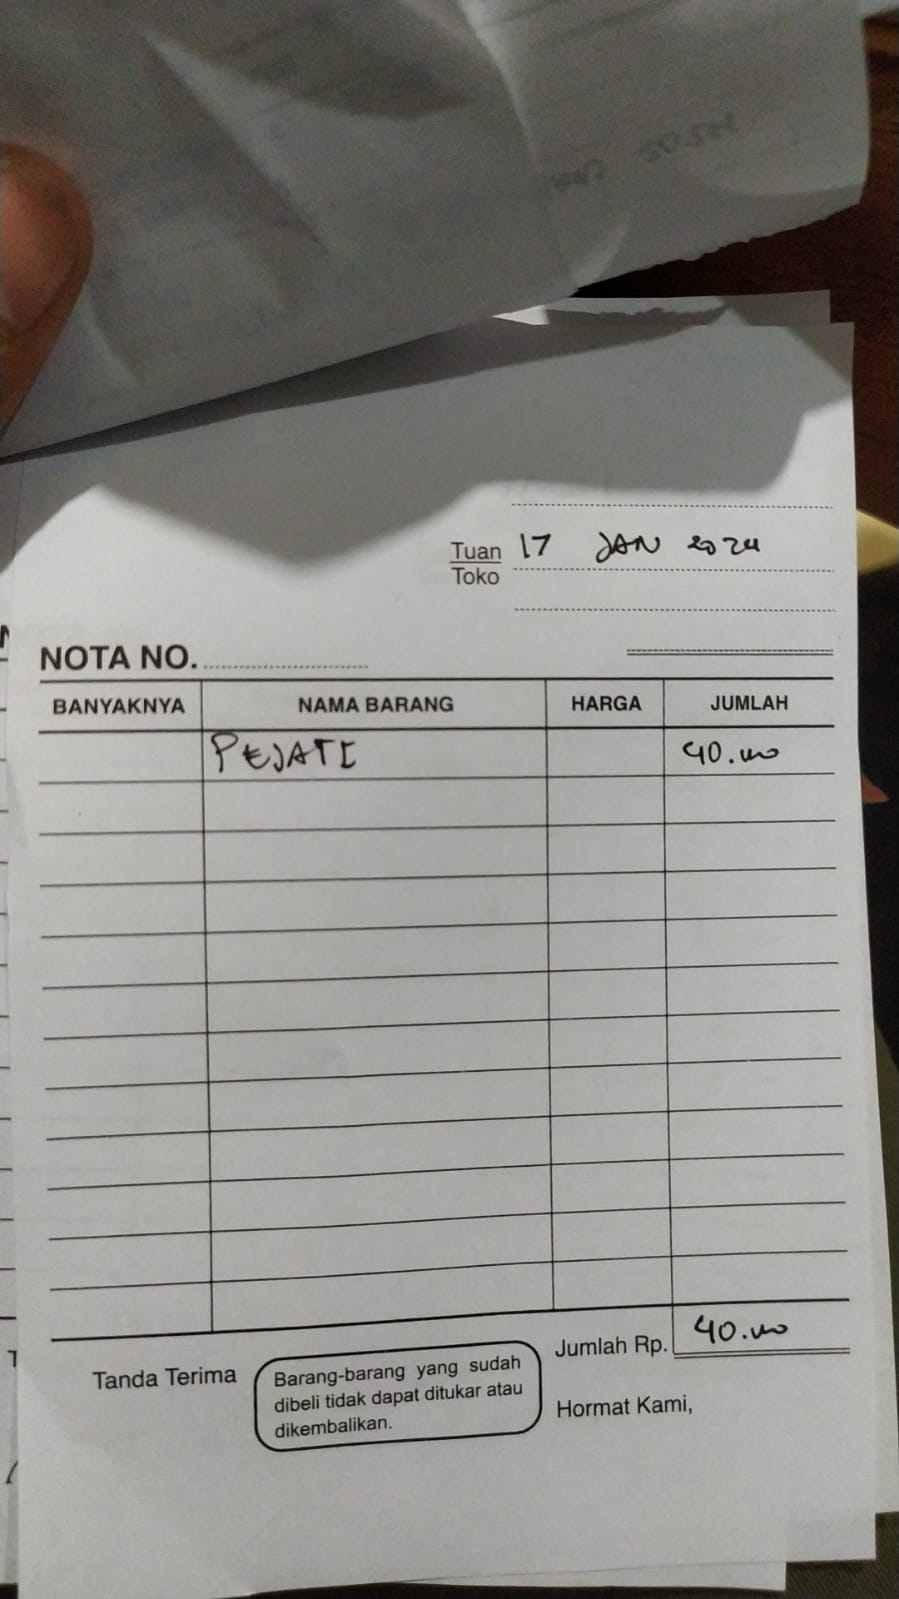 Tuan 17 JAN 2024
Toko
NOTA NO.
BANYAKNYA NAMA BARANG HARGA JUMLAH
PEJATI 40.000
Jumlah Rp. 40.000
Tanda Terima
Barang-barang yang sudah
dibeli tidak dapat ditukar atau
dikembalikan.
Hormat Kami,